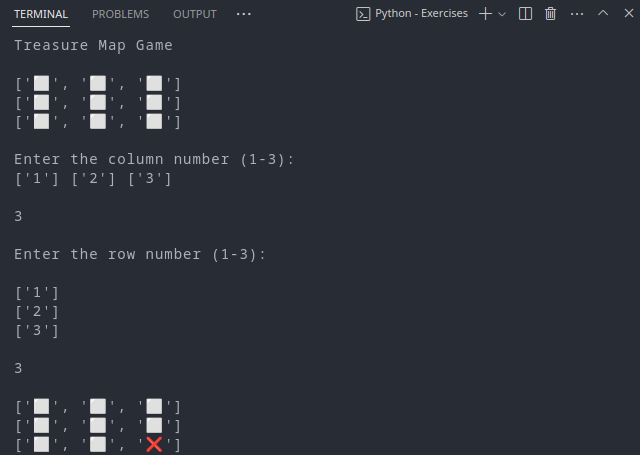 TERMINAL PROBLEMS OUTPUT ··· Python - Exercises
Treasure Map Game
['⬜', '⬜', '⬜']
['⬜', '⬜', '⬜']
['⬜', '⬜', '⬜']
Enter the column number (1-3):
['1'] ['2'] ['3']
3
Enter the row number (1-3):
['1']
['2']
['3']
3
['⬜', '⬜', '⬜']
['⬜', '⬜', '⬜']
['⬜', '⬜', '❌']